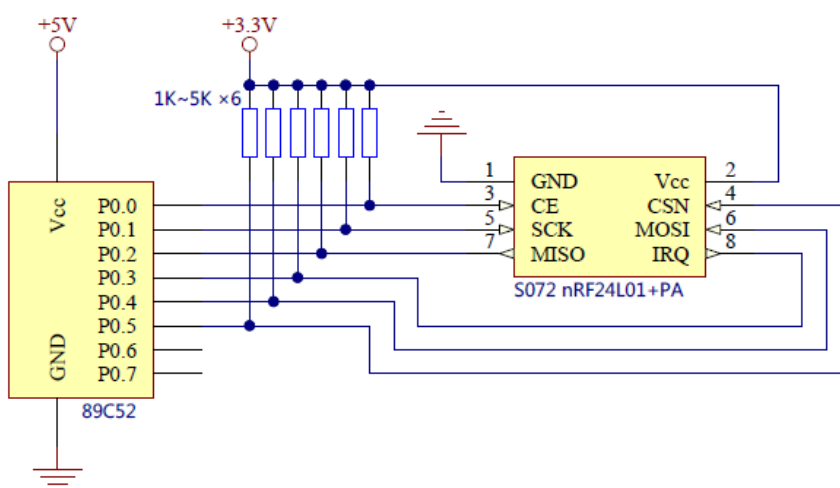 +5V
+3.3V
1K~5K ×6
Vcc
GND
P0.0
P0.1
P0.2
P0.3
P0.4
P0.5
P0.6
P0.7
89C52
1
3
5
7
GND
CE
SCK
MISO
Vcc
CSN
MOSI
IRQ
2
4
6
8
S072 nRF24L01+PA